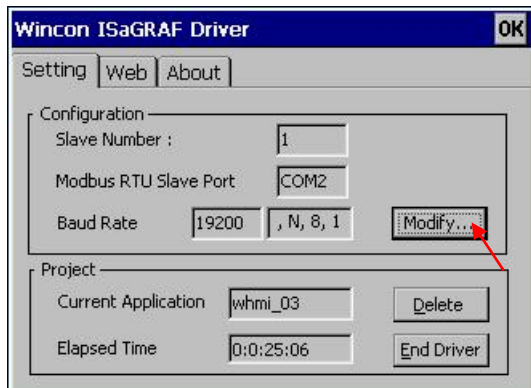 Wincon ISaGRAF Driver OK
Setting Web About
Configuration
Slave Number : 1
Modbus RTU Slave Port COM2
Baud Rate 19200 , N, 8, 1 Modify...
Project
Current Application whmi_03 Delete
Elapsed Time 0:0:25:06 End Driver